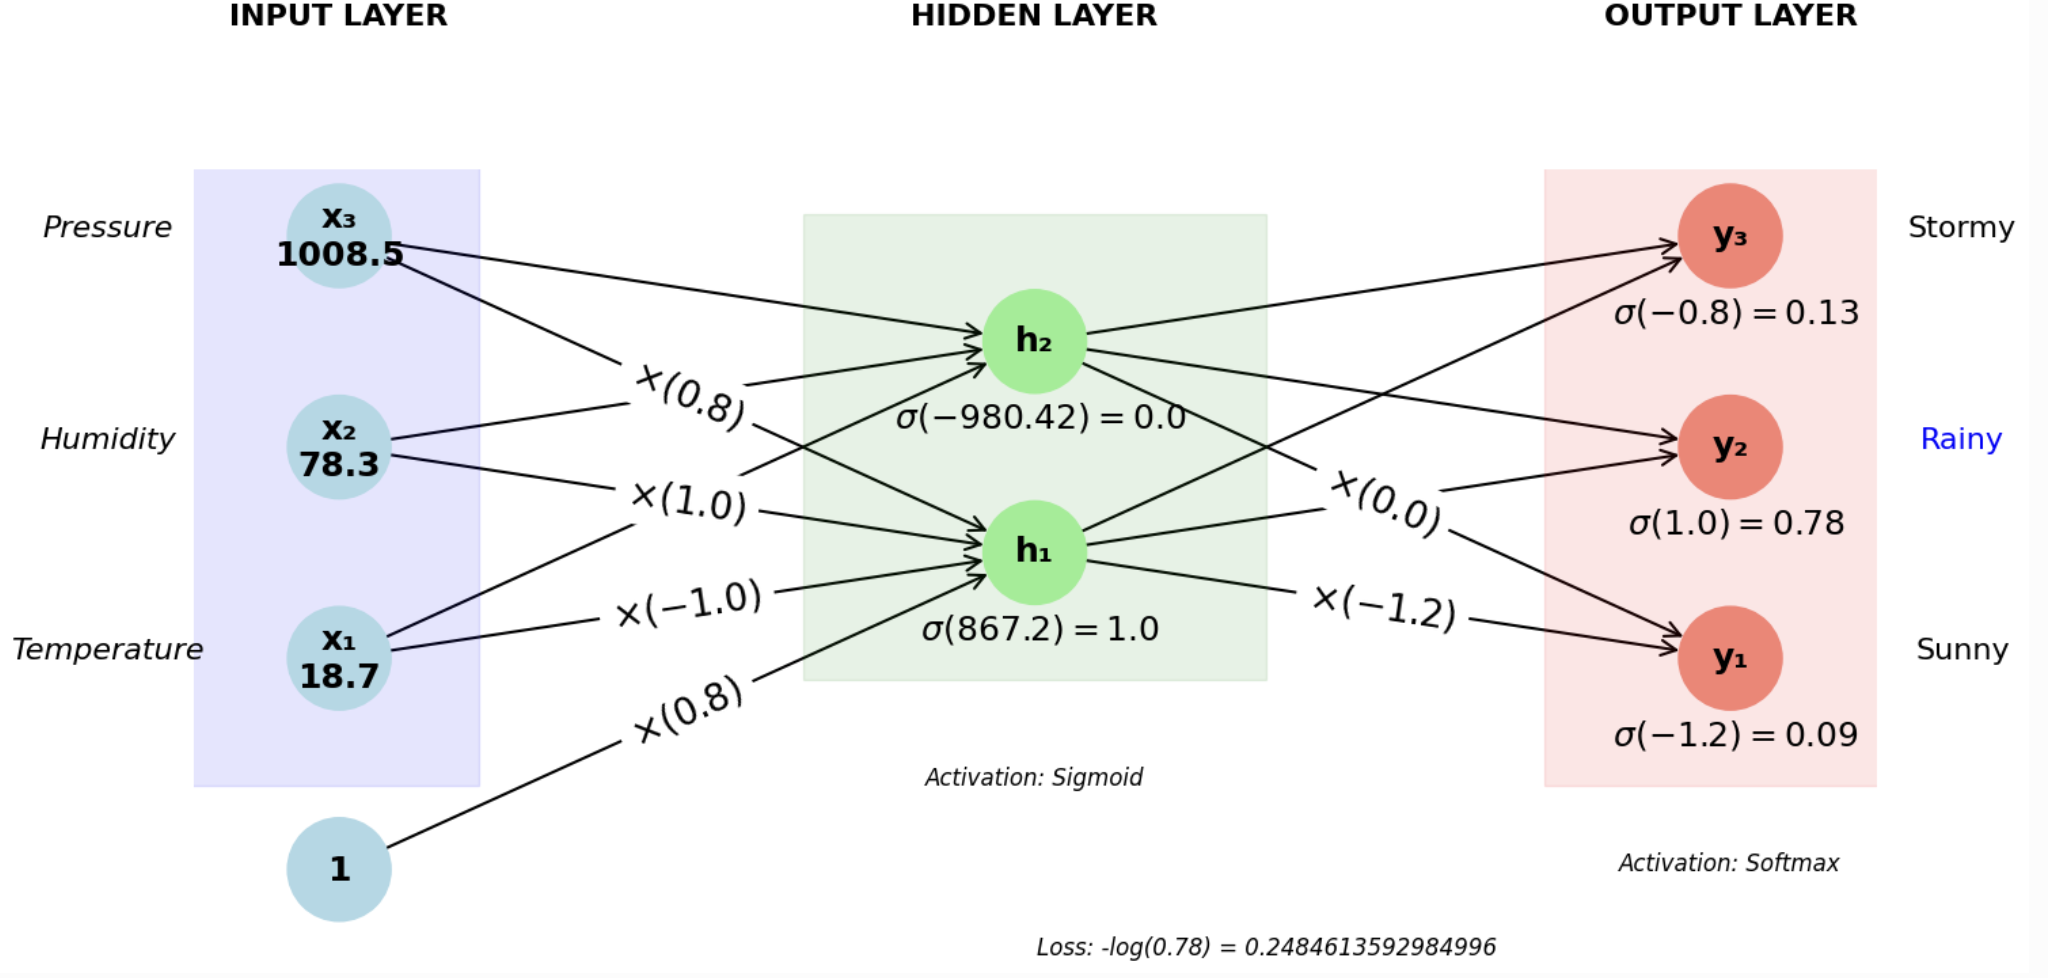 INPUT LAYER
HIDDEN LAYER
OUTPUT LAYER
Pressure
x₃
1008.5
Humidity
x₂
78.3
Temperature
x₁
18.7
1
×(0.8)
×(1.0)
×(−1.0)
×(0.8)
h₂
σ(−980.42) = 0.0
h₁
σ(867.2) = 1.0
Activation: Sigmoid
×(0.0)
×(−1.2)
y₃
σ(−0.8) = 0.13
Stormy
y₂
σ(1.0) = 0.78
Rainy
y₁
σ(−1.2) = 0.09
Sunny
Activation: Softmax
Loss: -log(0.78) = 0.2484613592984996